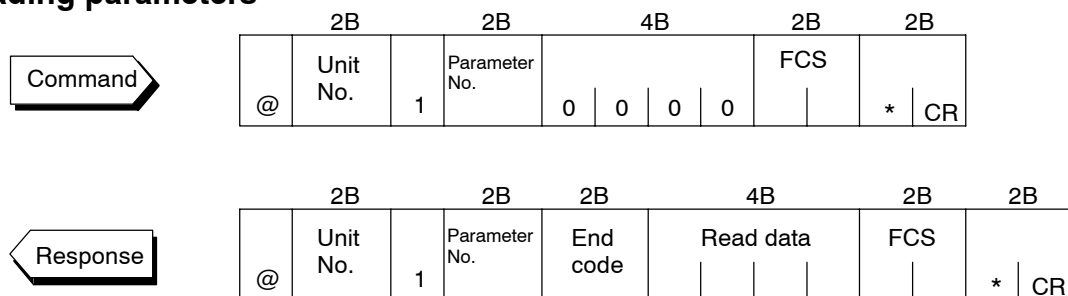 ading parameters
2B 2B 4B 2B 2B
Command
@ Unit No. 1 Parameter No. 0 0 0 0 FCS * CR
2B 2B 2B 4B 2B 2B
Response
@ Unit No. 1 Parameter No. End code Read data FCS * CR